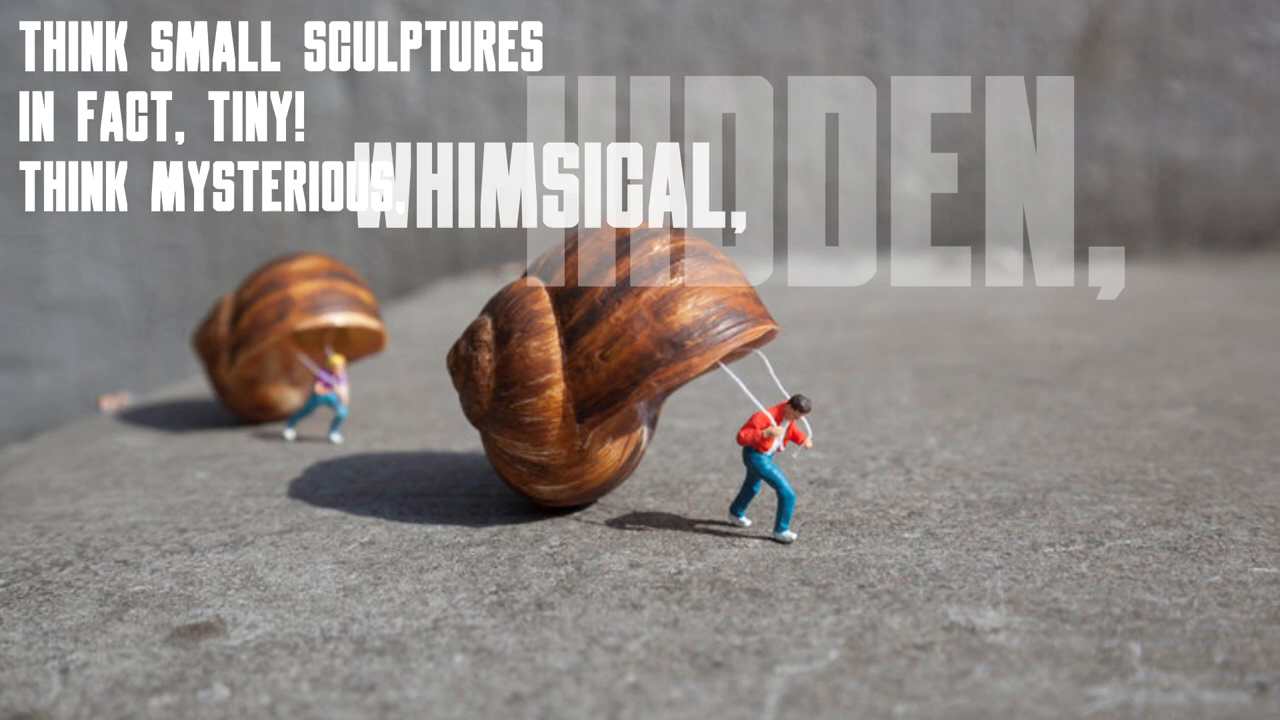 THINK SMALL SCULPTURES
IN FACT, TINY!
THINK MYSTERIOUS,
WHIMSICAL,
HIDDEN,